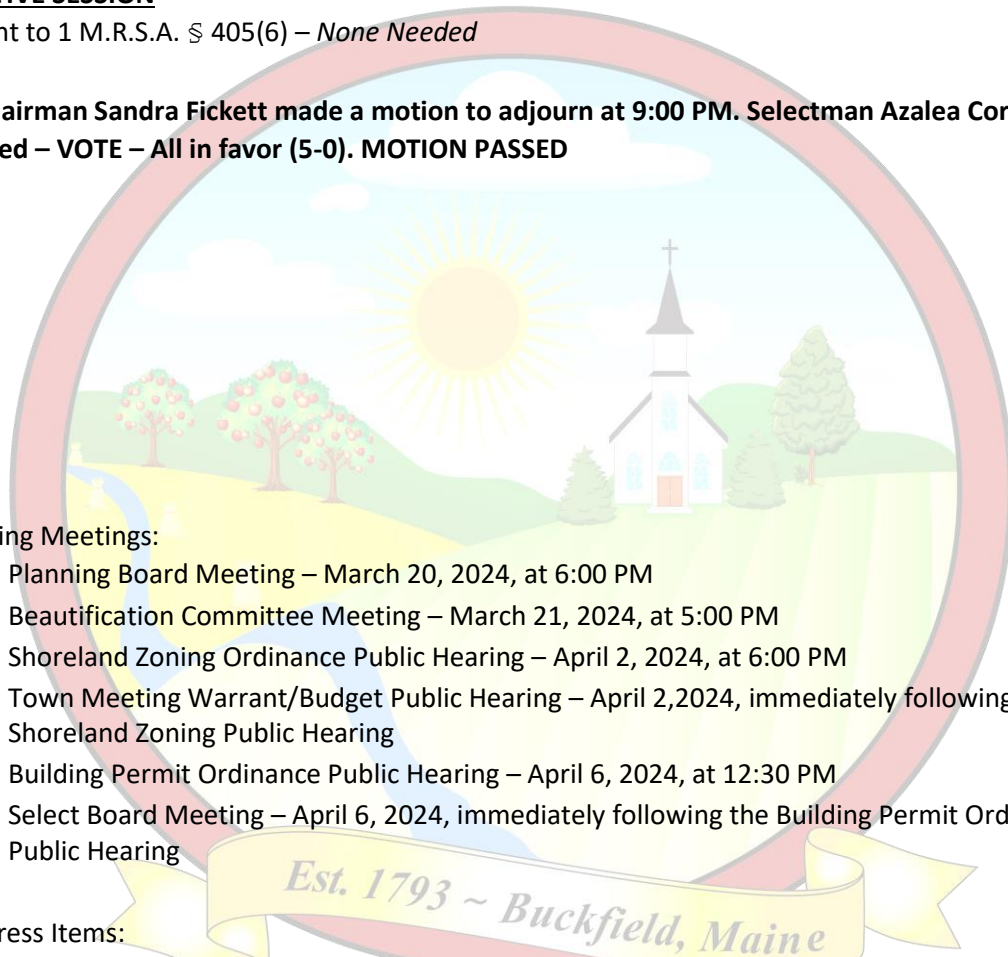 TIVE SESSION
nt to 1 M.R.S.A. § 405(6) – None Needed
airman Sandra Fickett made a motion to adjourn at 9:00 PM. Selectman Azalea Cor
ed – VOTE – All in favor (5-0). MOTION PASSED
ing Meetings:
Planning Board Meeting – March 20, 2024, at 6:00 PM
Beautification Committee Meeting – March 21, 2024, at 5:00 PM
Shoreland Zoning Ordinance Public Hearing – April 2, 2024, at 6:00 PM
Town Meeting Warrant/Budget Public Hearing – April 2,2024, immediately following
Shoreland Zoning Public Hearing
Building Permit Ordinance Public Hearing – April 6, 2024, at 12:30 PM
Select Board Meeting – April 6, 2024, immediately following the Building Permit Ord
Public Hearing
Est. 1793 ~ Buckfield, Maine
ress Items: